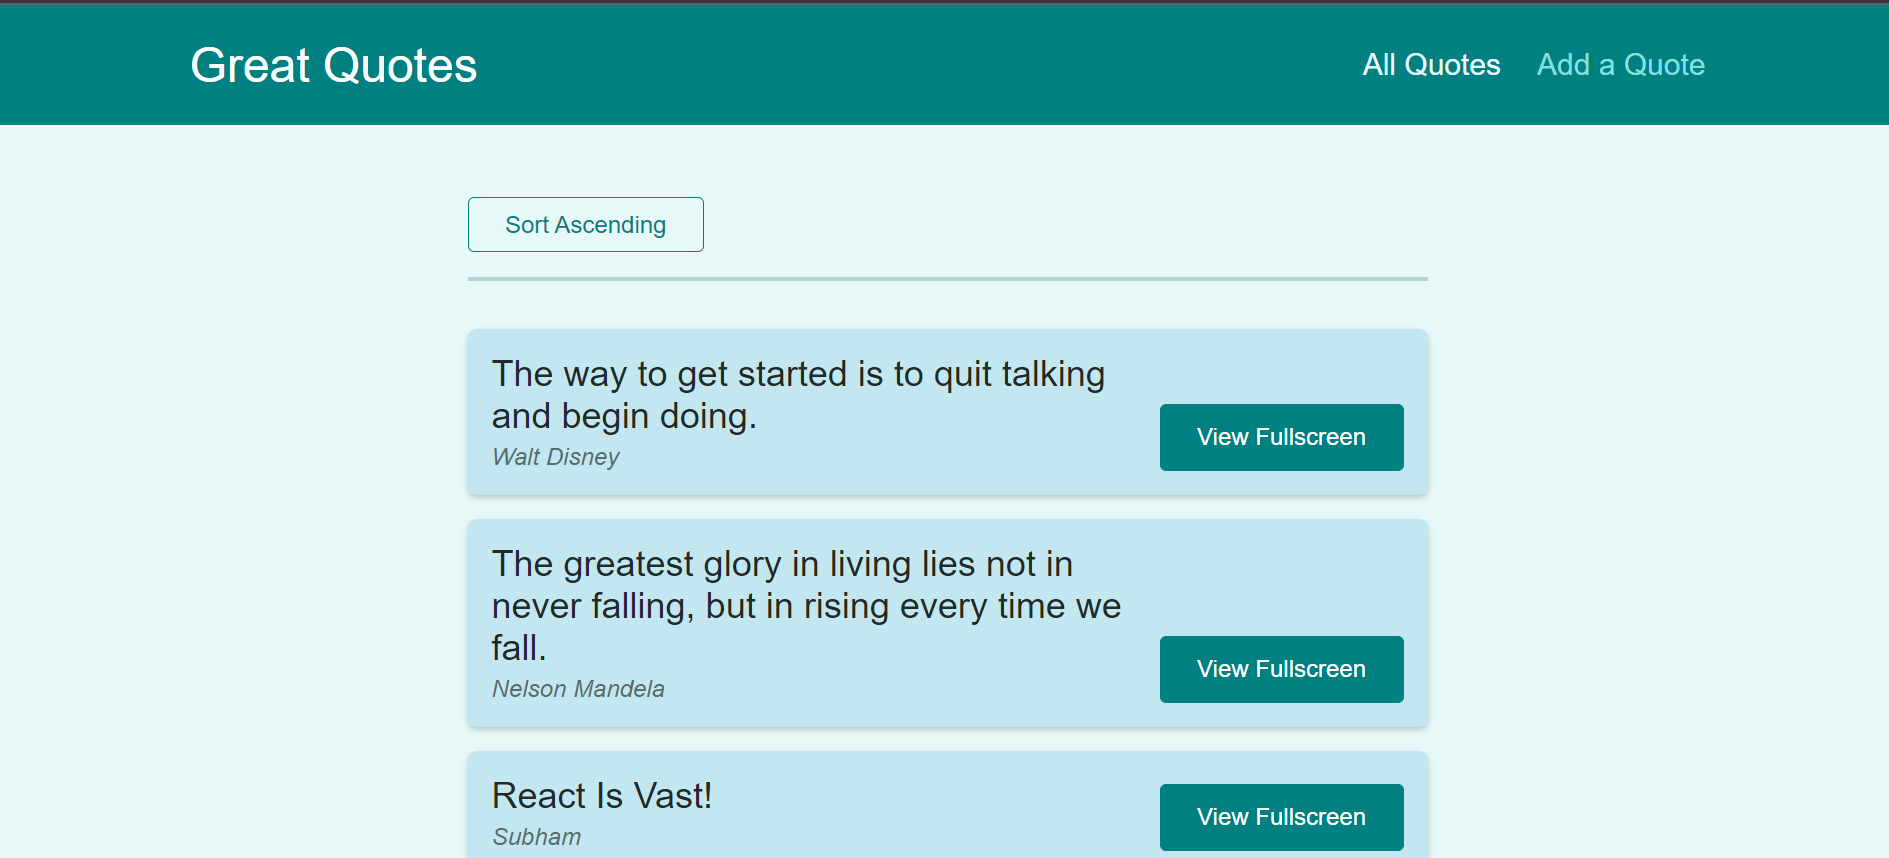 Great Quotes
All Quotes
Add a Quote
Sort Ascending
The way to get started is to quit talking
and begin doing.
Walt Disney
View Fullscreen
The greatest glory in living lies not in
never falling, but in rising every time we
fall.
Nelson Mandela
View Fullscreen
React Is Vast!
Subham
View Fullscreen